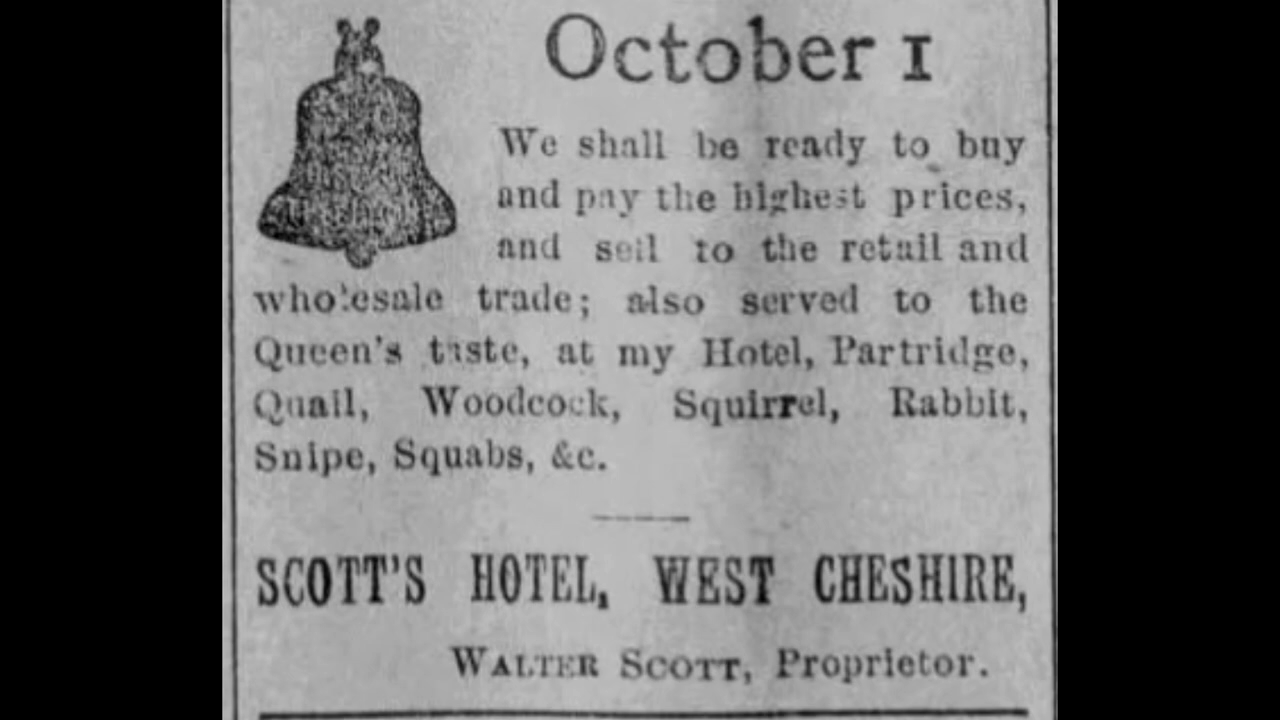 October 1
We shall be ready to buy
and pay the highest prices,
and sell to the retail and
wholesale trade; also served to the
Queen's taste, at my Hotel, Partridge,
Quail, Woodcock, Squirrel, Rabbit,
Snipe, Squabs, &c.
SCOTT'S HOTEL, WEST CHESHIRE,
WALTER SCOTT, Proprietor.